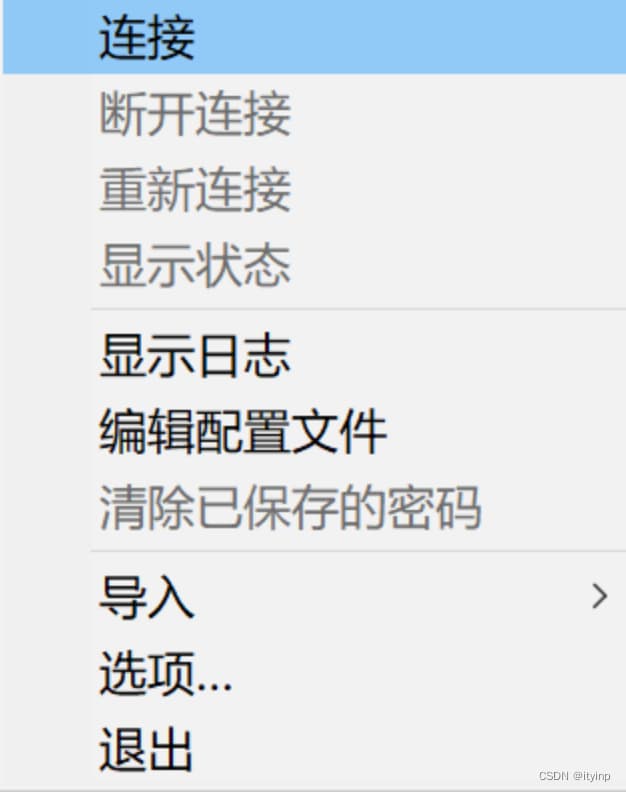 连接
断开连接
重新连接
显示状态
显示日志
编辑配置文件
清除已保存的密码
导入
选项...
退出
CSDN @ityinp